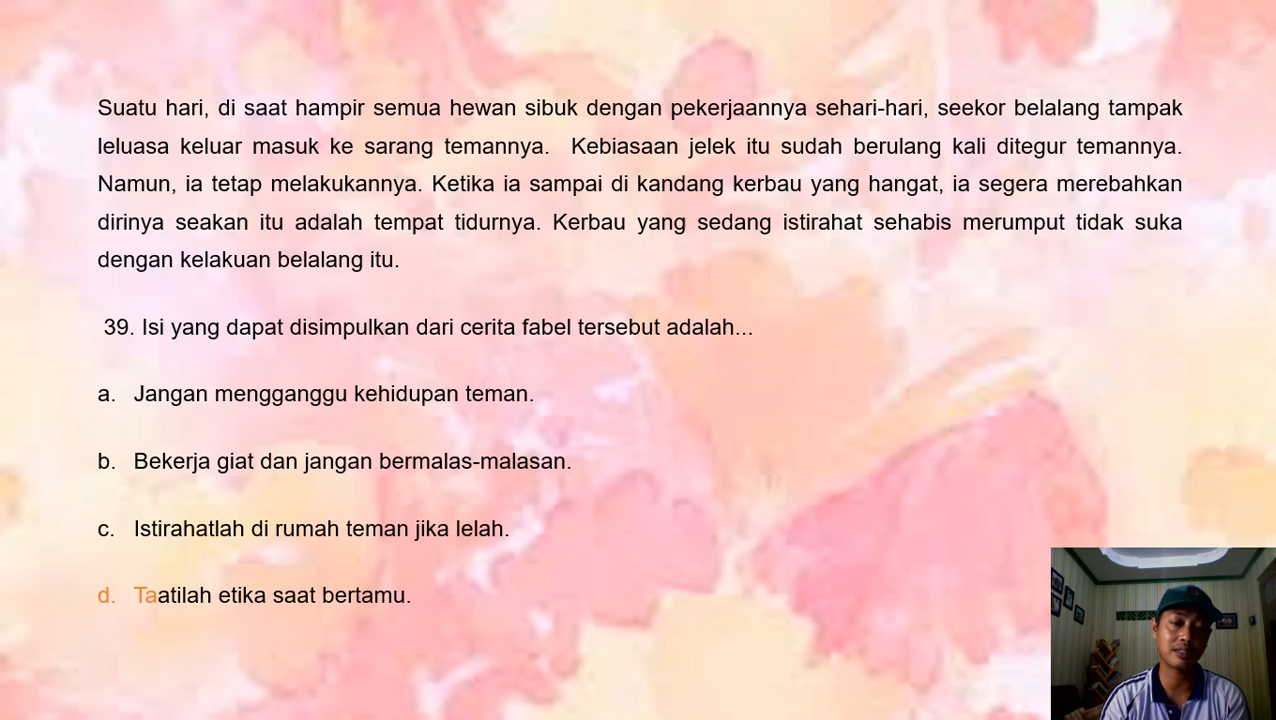 Suatu hari, di saat hampir semua hewan sibuk dengan pekerjaannya sehari-hari, seekor belalang tampak
leluasa keluar masuk ke sarang temannya. Kebiasaan jelek itu sudah berulang kali ditegur temannya.
Namun, ia tetap melakukannya. Ketika ia sampai di kandang kerbau yang hangat, ia segera merebahkan
dirinya seakan itu adalah tempat tidurnya. Kerbau yang sedang istirahat sehabis merumput tidak suka
dengan kelakuan belalang itu.
39. Isi yang dapat disimpulkan dari cerita fabel tersebut adalah...
a. Jangan mengganggu kehidupan teman.
b. Bekerja giat dan jangan bermalas-malasan.
c. Istirahatlah di rumah teman jika lelah.
d. Taatilah etika saat bertamu.